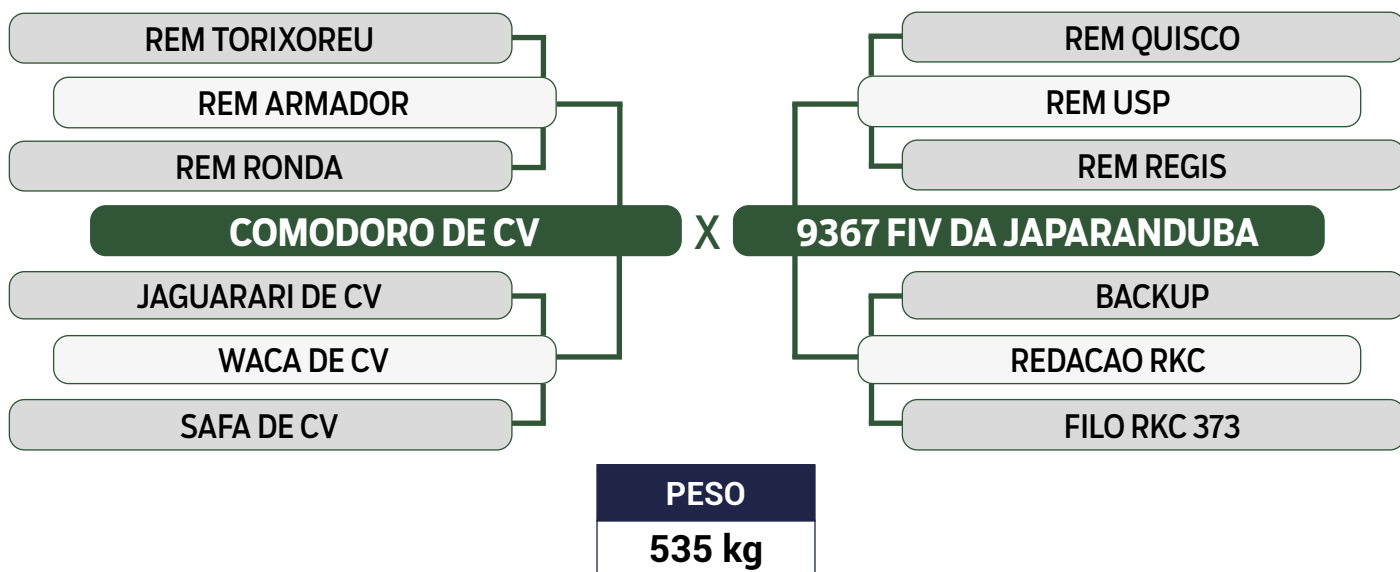 REM TORIXOREU
REM ARMADOR
REM RONDA
REM QUISCO
REM USP
REM REGIS
COMODORO DE CV X 9367 FIV DA JAPARANDUBA
JAGUARARI DE CV
WACA DE CV
SAFA DE CV
BACKUP
REDACAO RKC
FILO RKC 373
PESO
535 kg